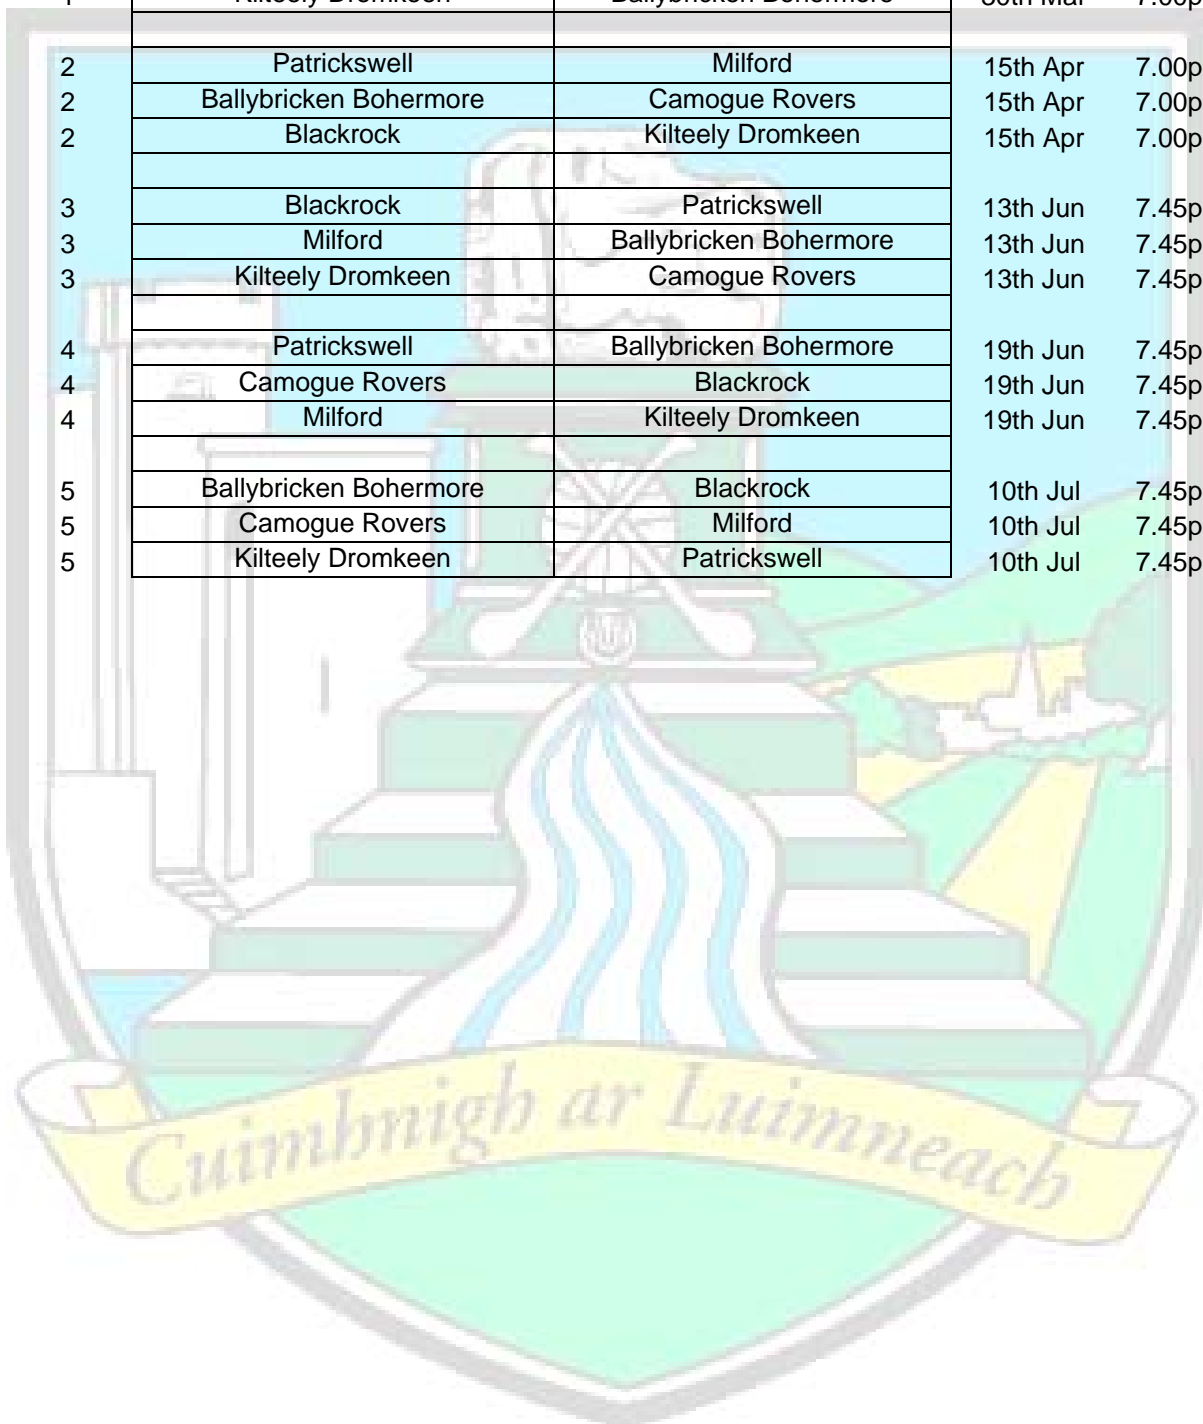 2 Patrickswell Milford 15th Apr 7.00p
2 Ballybricken Bohermore Camogue Rovers 15th Apr 7.00p
2 Blackrock Kilteely Dromkeen 15th Apr 7.00p
3 Blackrock Patrickswell 13th Jun 7.45p
3 Milford Ballybricken Bohermore 13th Jun 7.45p
3 Kilteely Dromkeen Camogue Rovers 13th Jun 7.45p
4 Patrickswell Ballybricken Bohermore 19th Jun 7.45p
4 Camogue Rovers Blackrock 19th Jun 7.45p
4 Milford Kilteely Dromkeen 19th Jun 7.45p
5 Ballybricken Bohermore Blackrock 10th Jul 7.45p
5 Camogue Rovers Milford 10th Jul 7.45p
5 Kilteely Dromkeen Patrickswell 10th Jul 7.45p
Cuimhnigh ar Luimneach